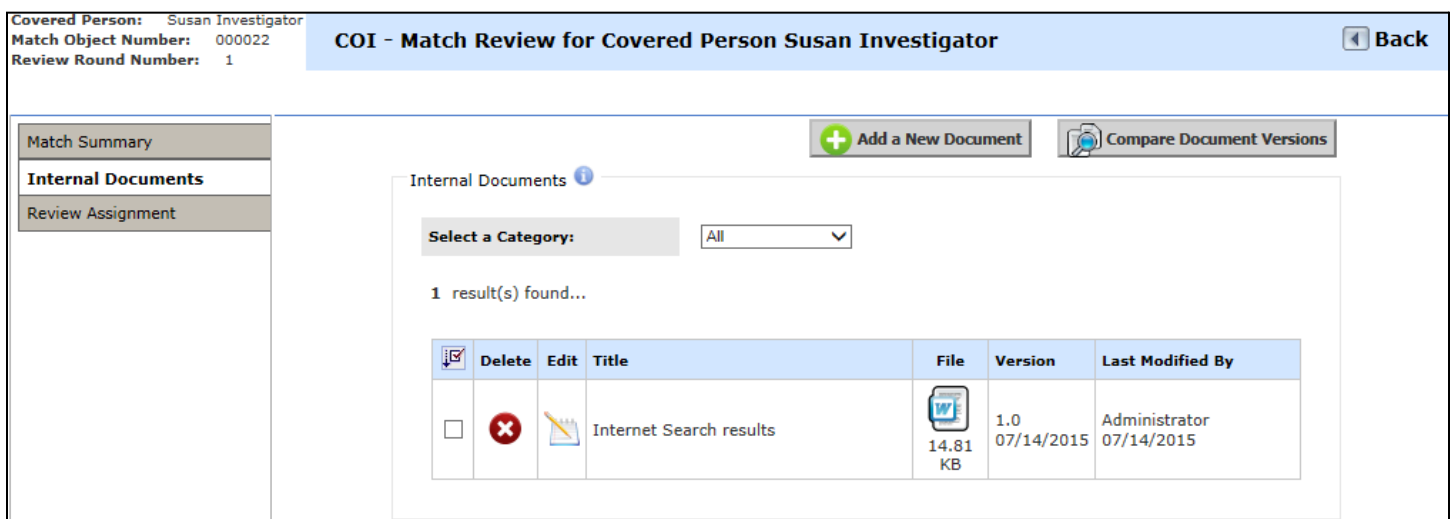 Covered Person: Susan Investigator
Match Object Number: 000022
Review Round Number: 1
COI - Match Review for Covered Person Susan Investigator
Back
Match Summary
Internal Documents
Review Assignment
Add a New Document
Compare Document Versions
Internal Documents
Select a Category: All
1 result(s) found...
Delete Edit Title File Version Last Modified By
Internet Search results
14.81
KB
1.0
07/14/2015
Administrator
07/14/2015